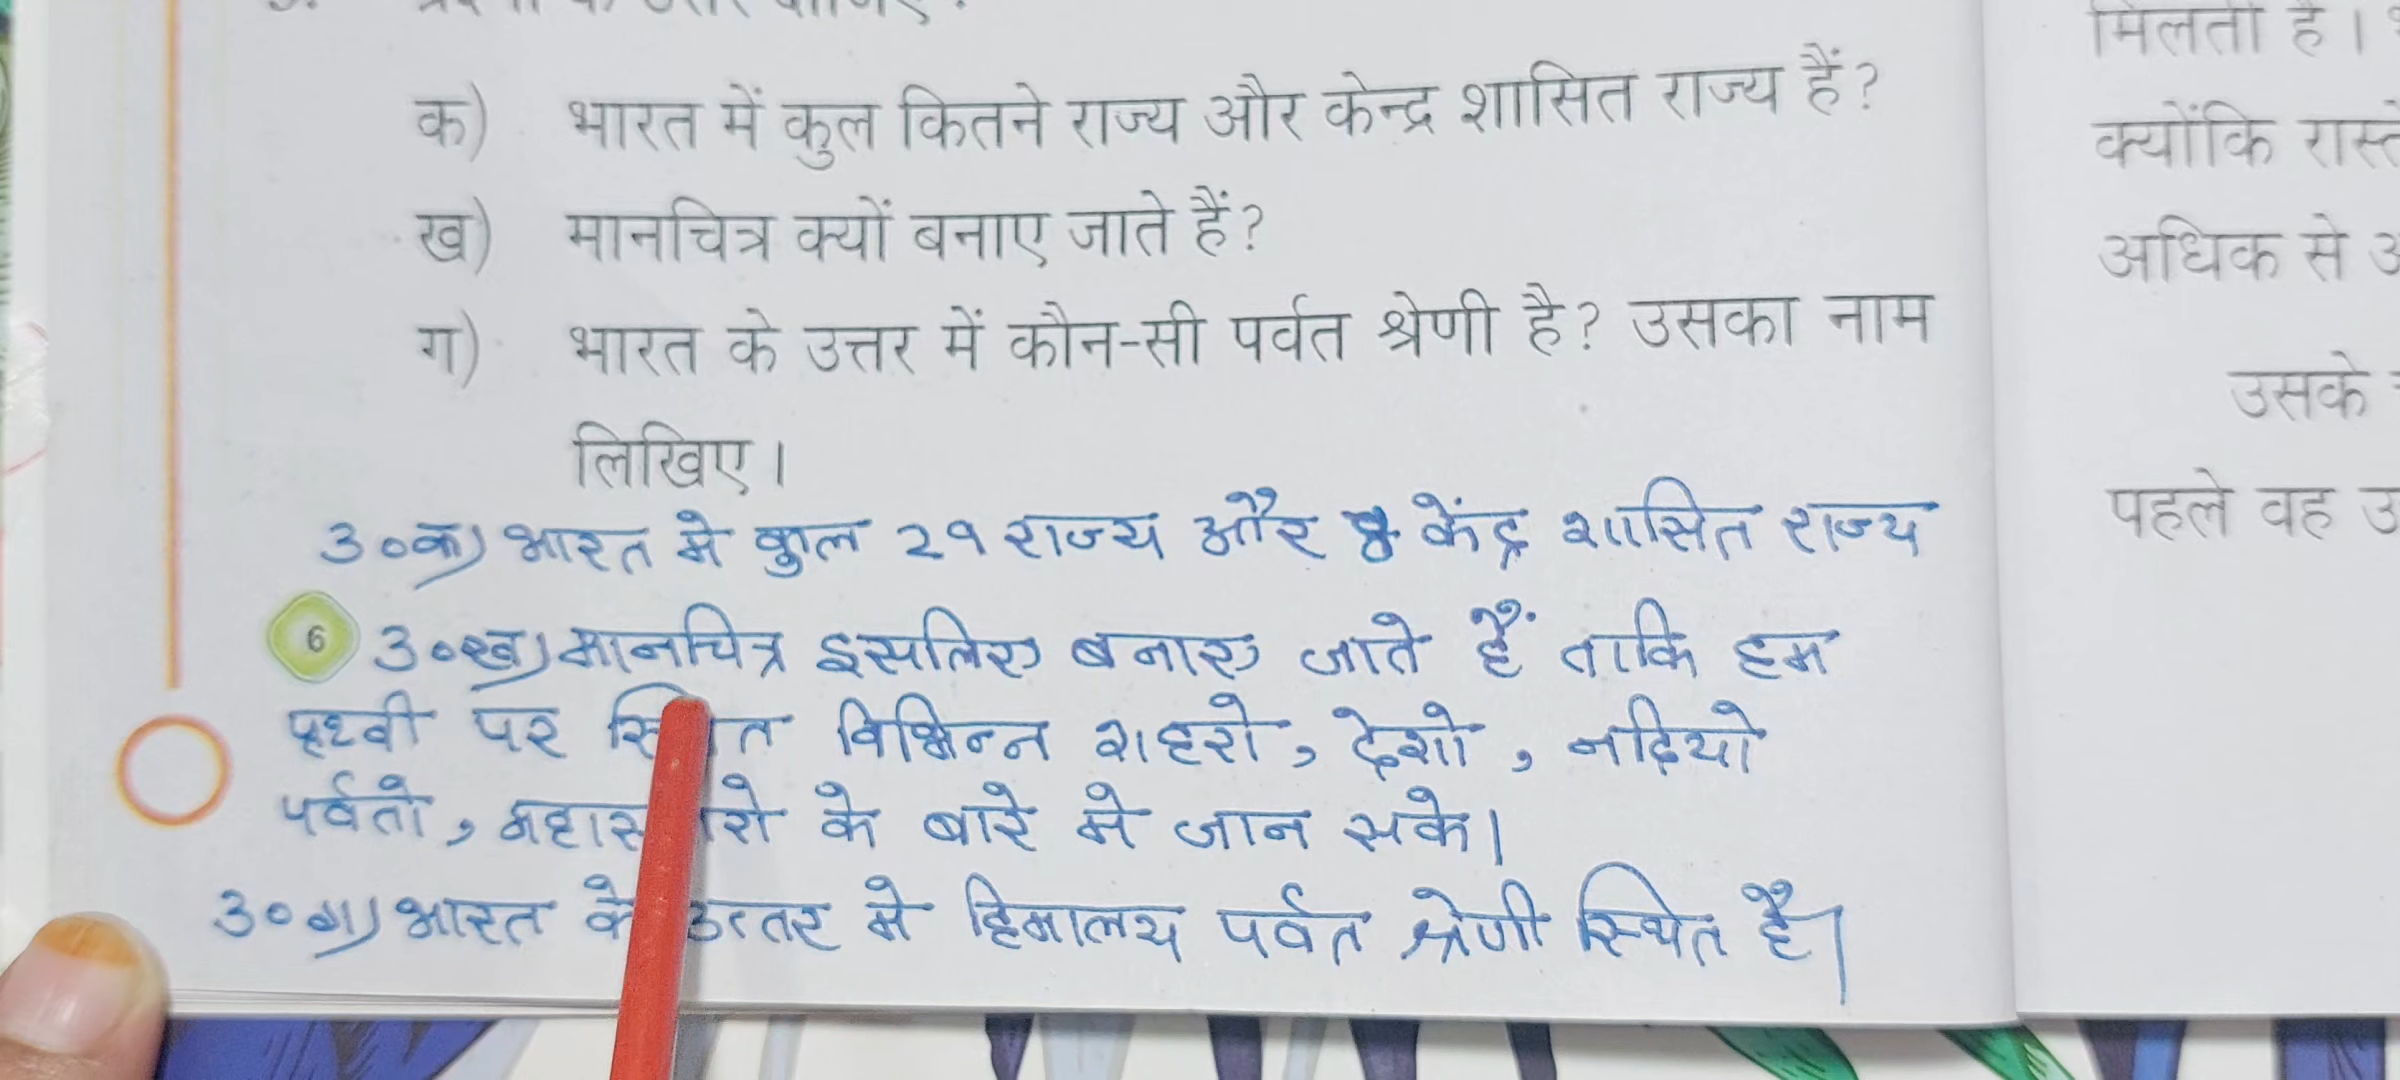 क) भारत में कुल कितने राज्य और केन्द्र शासित राज्य हैं?
ख) मानचित्र क्यों बनाए जाते हैं?
ग) भारत के उत्तर में कौन-सी पर्वत श्रेणी है? उसका नाम
लिखिए।
उ०क) भारत मे कुल २९ राज्य और 8 केंद्र शासित राज्य
6
उ०ख) मानचित्र इसलिए बनाए जाते हैं ताकि हम
पृथ्वी पर विभिन्न शहरो, देशो, नदियो
पर्वतो, के बारे मे जान सके।
उ०ग) भारत के उत्तर मे हिमालय पर्वत श्रेणी स्थित है।
मिलती है।
क्योंकि
अधिक से
उसके
पहले वह